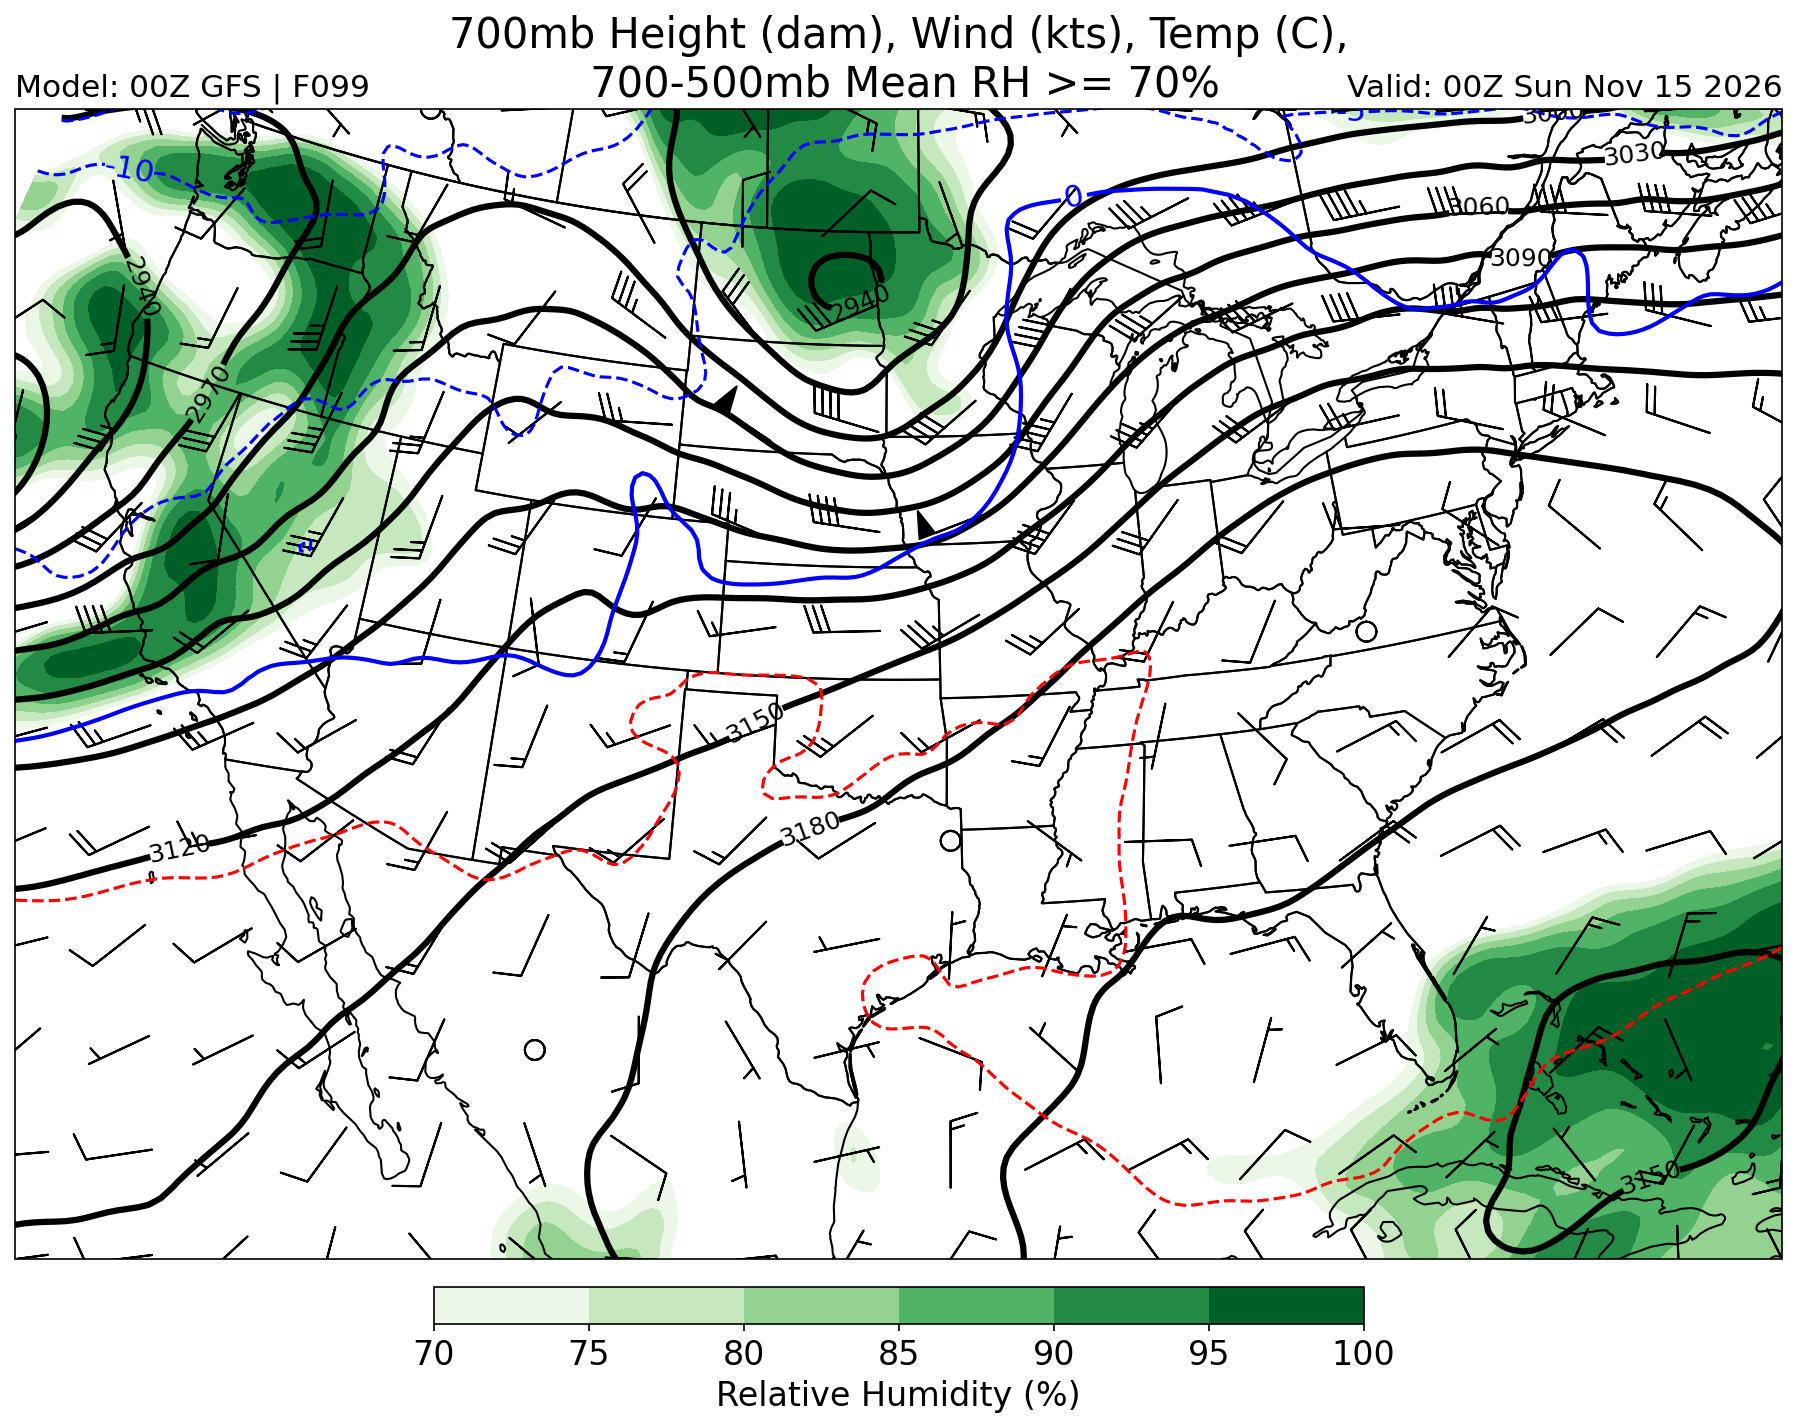 700mb Height (dam), Wind (kts), Temp (C),
700-500mb Mean RH >= 70%
Model: 00Z GFS | F099
Valid: 00Z Sun Nov 15 2026
-5
3000
3030
-10
0
3060
3090
2940
2940
2970
3150
3120
3180
3150
70 75 80 85 90 95 100
Relative Humidity (%)